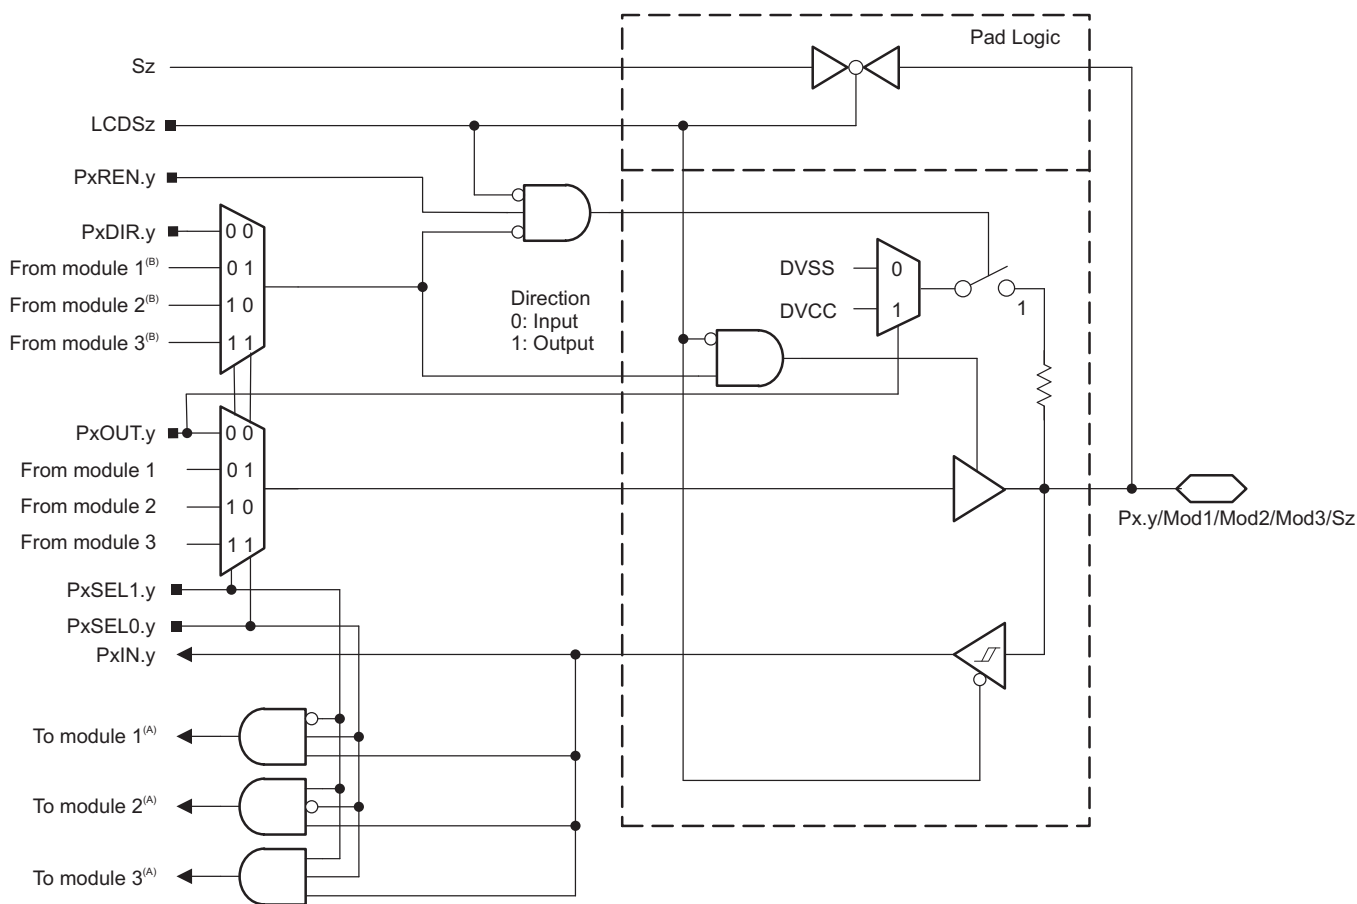 Pad Logic
Sz
LCDSz
PxREN.y
PxDIR.y
0 0
From module 1(B)
0 1
From module 2(B)
1 0
From module 3(B)
1 1
Direction
0: Input
1: Output
DVSS
0
DVCC
1
1
PxOUT.y
0 0
From module 1
0 1
From module 2
1 0
From module 3
1 1
Px.y/Mod1/Mod2/Mod3/Sz
PxSEL1.y
PxSEL0.y
PxIN.y
To module 1(A)
To module 2(A)
To module 3(A)